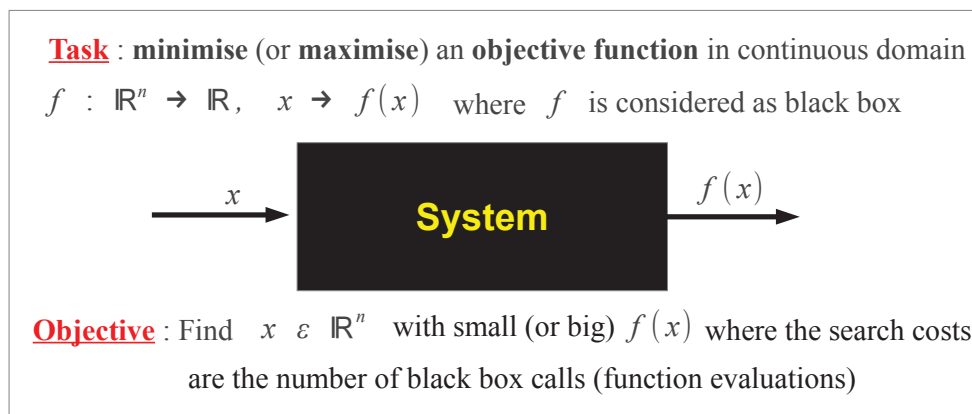 Task : minimise (or maximise) an objective function in continuous domain
f : ℝⁿ → ℝ, x → f(x) where f is considered as black box
x System f(x)
Objective : Find x ε ℝⁿ with small (or big) f(x) where the search costs
are the number of black box calls (function evaluations)